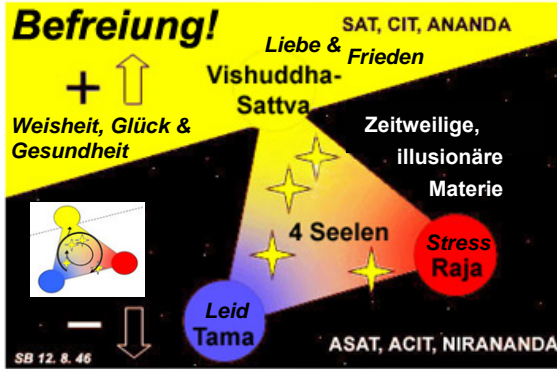 Befreiung!
SAT, CIT, ANANDA
Liebe &
Frieden
Vishuddha-
Sattva
+
Weisheit, Glück &
Gesundheit
Zeitweilige,
illusionäre
Materie
4 Seelen
Stress
Raja
Leid
Tama
–
ASAT, ACIT, NIRANANDA
SB 12. 8. 46